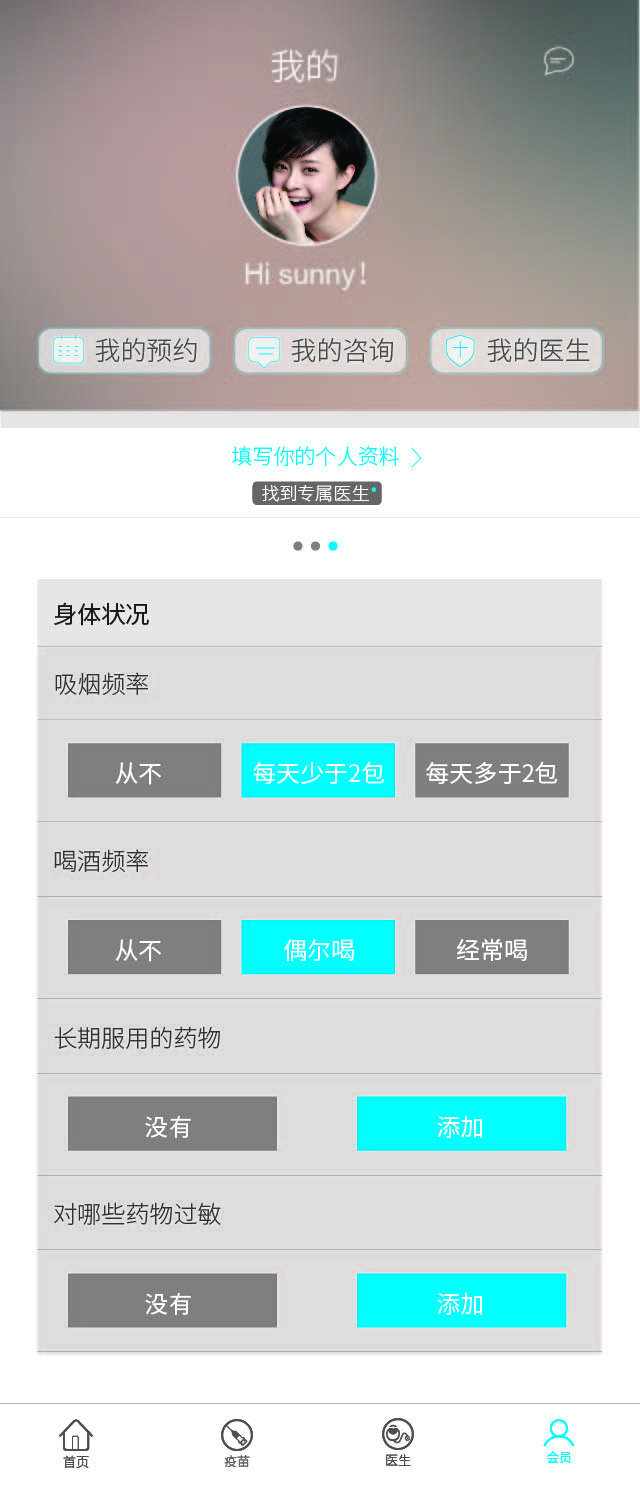 我的
Hi sunny!
我的预约 我的咨询 我的医生
填写你的个人资料
找到专属医生
身体状况
吸烟频率
从不 每天少于2包 每天多于2包
喝酒频率
从不 偶尔喝 经常喝
长期服用的药物
没有 添加
对哪些药物过敏
没有 添加
首页 疫苗 医生 会员